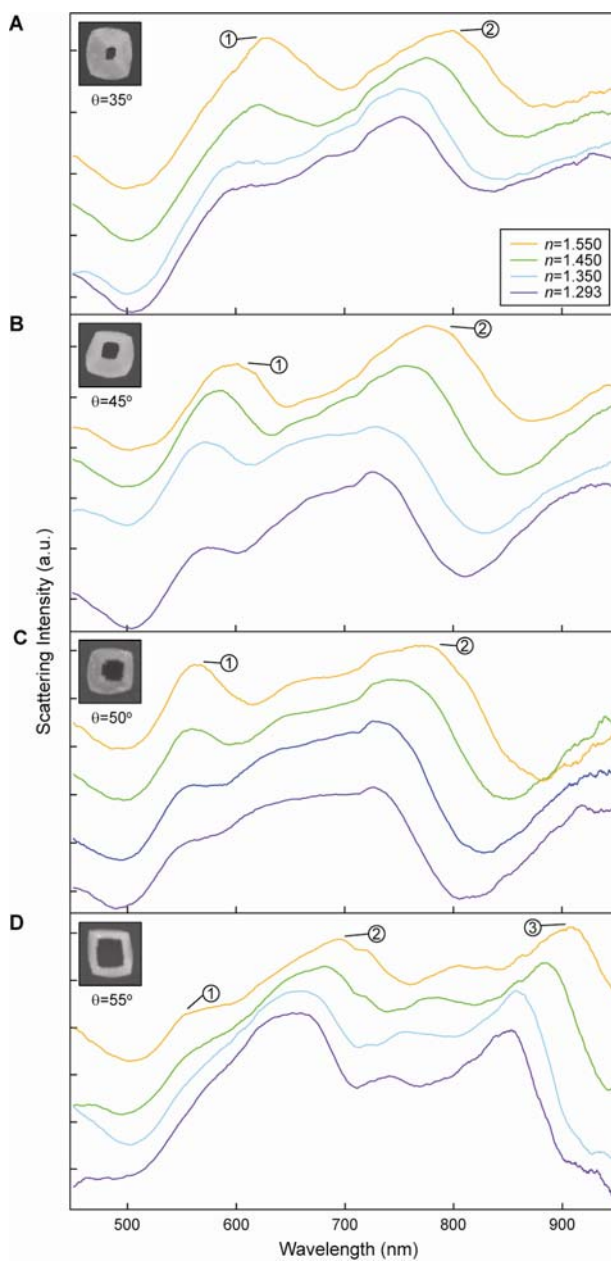 A
①
②
θ=35°
n=1.550
n=1.450
n=1.350
n=1.293
B
①
②
θ=45°
Scattering Intensity (a.u.)
C
①
②
θ=50°
D
①
②
③
θ=55°
500 600 700 800 900
Wavelength (nm)